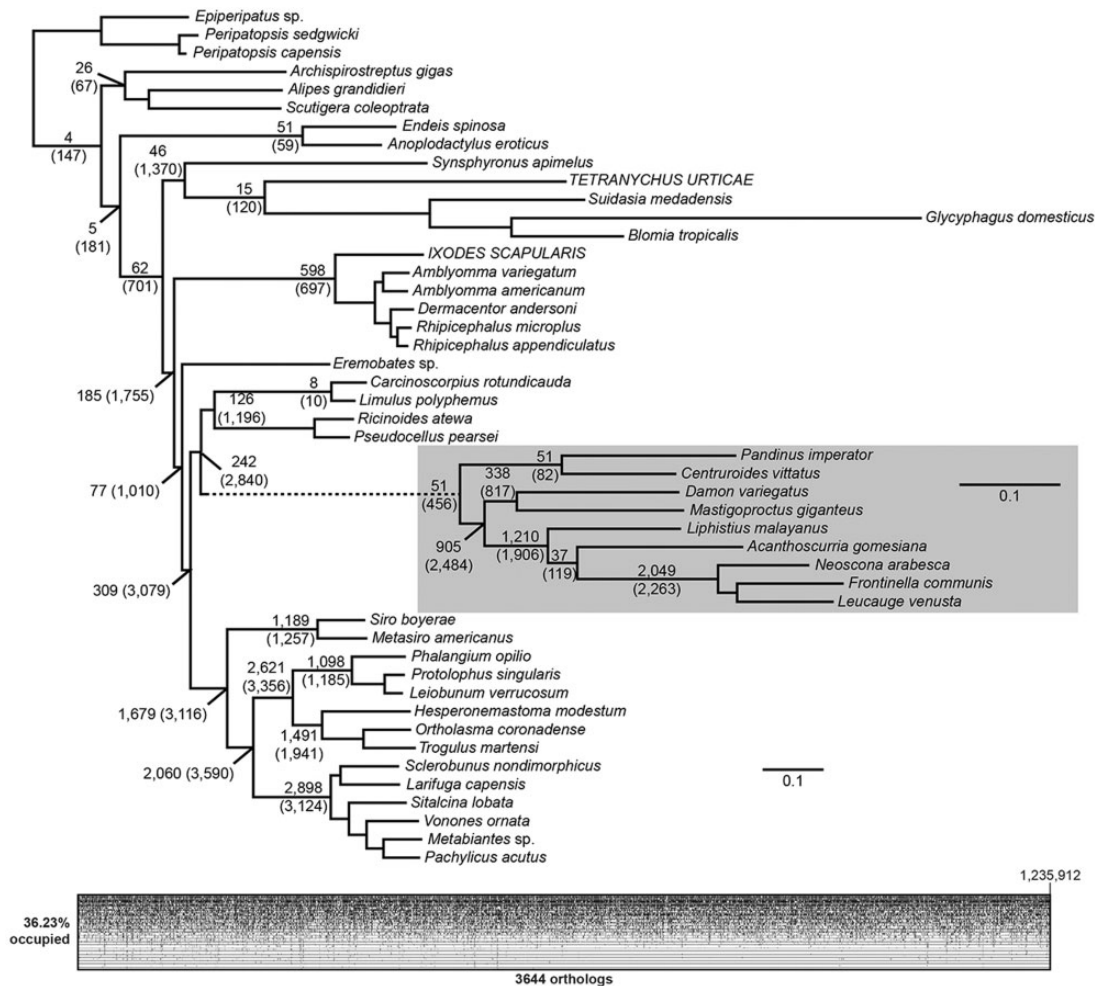 Epiperipatus sp.
Peripatopsis sedgwicki
Peripatopsis capensis
26
(67)
Archispirostreptus gigas
Alipes grandidieri
Scutigera coleoptrata
4
(147)
51
(59)
Endeis spinosa
Anoplodactylus eroticus
46
(1,370)
Synsphyronus apimelus
15
(120)
TETRANYCHUS URTICAE
Suidasia medadensis
Glycyphagus domesticus
Blomia tropicalis
5
(181)
62
(701)
598
(697)
IXODES SCAPULARIS
Amblyomma variegatum
Amblyomma americanum
Dermacentor andersoni
Rhipicephalus microplus
Rhipicephalus appendiculatus
185 (1,755)
Eremobates sp.
8
(10)
Carcinoscorpius rotundicauda
Limulus polyphemus
126
(1,196)
Ricinoides atewa
Pseudocellus pearsei
242
(2,840)
77 (1,010)
51
(456)
51
(82)
Pandinus imperator
Centruroides vittatus
338
(817)
Damon variegatus
Mastigoproctus giganteus
0.1
905
(2,484)
1,210
(1,906)
Liphistius malayanus
37
(119)
Acanthoscurria gomesiana
2,049
(2,263)
Neoscona arabesca
Frontinella communis
Leucauge venusta
309 (3,079)
1,189
(1,257)
Siro boyerae
Metasiro americanus
2,621
(3,356)
1,098
(1,185)
Phalangium opilio
Protolophus singularis
Leiobunum verrucosum
1,679 (3,116)
1,491
(1,941)
Hesperonemastoma modestum
Ortholasma coronadense
Trogulus martensi
2,060 (3,590)
2,898
(3,124)
Sclerobunus nondimorphicus
Larifuga capensis
Sitalcina lobata
Vonones ornata
Metabiantes sp.
Pachylicus acutus
0.1
1,235,912
36.23%
occupied
3644 orthologs